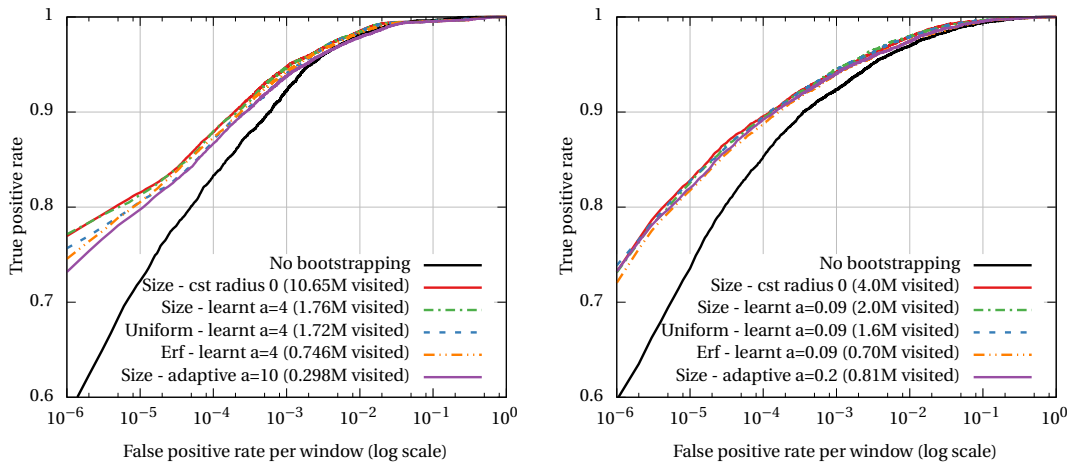 True positive rate
1
0.9
0.8
0.7
0.6
No bootstrapping
Size - cst radius 0 (10.65M visited)
Size - learnt a=4 (1.76M visited)
Uniform - learnt a=4 (1.72M visited)
Erf - learnt a=4 (0.746M visited)
Size - adaptive a=10 (0.298M visited)
10⁻⁶ 10⁻⁵ 10⁻⁴ 10⁻³ 10⁻² 10⁻¹ 10⁰
False positive rate per window (log scale)
True positive rate
1
0.9
0.8
0.7
0.6
No bootstrapping
Size - cst radius 0 (4.0M visited)
Size - learnt a=0.09 (2.0M visited)
Uniform - learnt a=0.09 (1.6M visited)
Erf - learnt a=0.09 (0.70M visited)
Size - adaptive a=0.2 (0.81M visited)
10⁻⁶ 10⁻⁵ 10⁻⁴ 10⁻³ 10⁻² 10⁻¹ 10⁰
False positive rate per window (log scale)